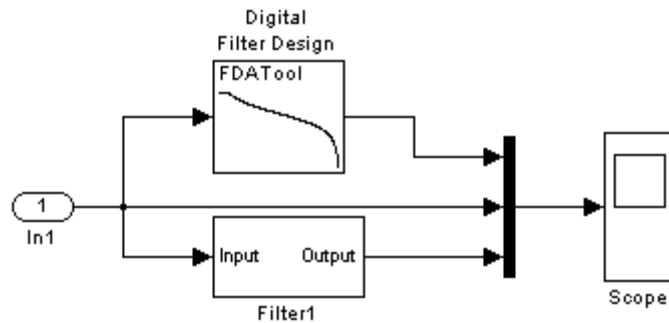 Digital
Filter Design
FDATool
1
In1
Input Output
Filter1
Scope